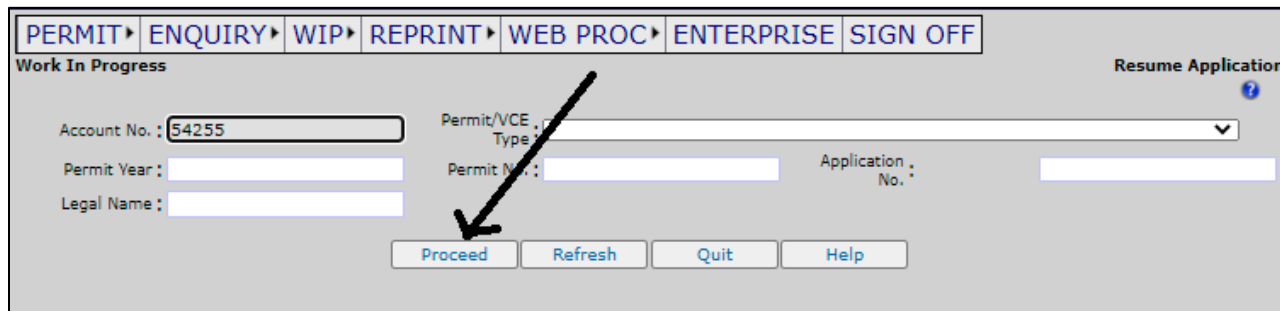 PERMIT ENQUIRY WIP REPRINT WEB PROC ENTERPRISE SIGN OFF
Work In Progress Resume Application
Account No. : 54255 Permit/VCE Type :
Permit Year : Permit No. : Application No. :
Legal Name :
Proceed Refresh Quit Help